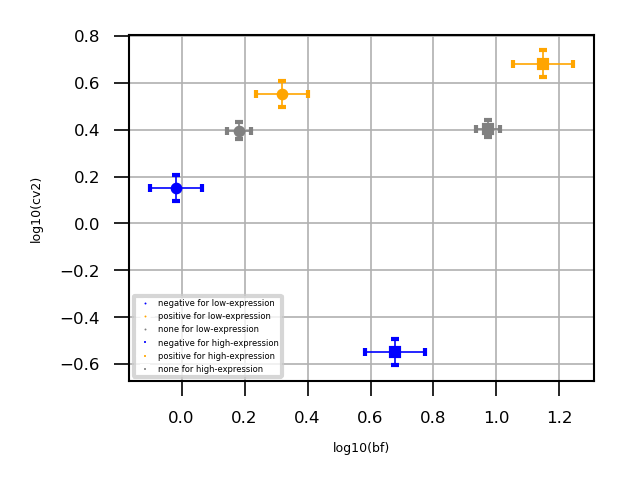 0.8
0.6
0.4
0.2
0.0
−0.2
−0.4
−0.6
log10(cv2)
negative for low-expression
positive for low-expression
none for low-expression
negative for high-expression
positive for high-expression
none for high-expression
0.0 0.2 0.4 0.6 0.8 1.0 1.2
log10(bf)